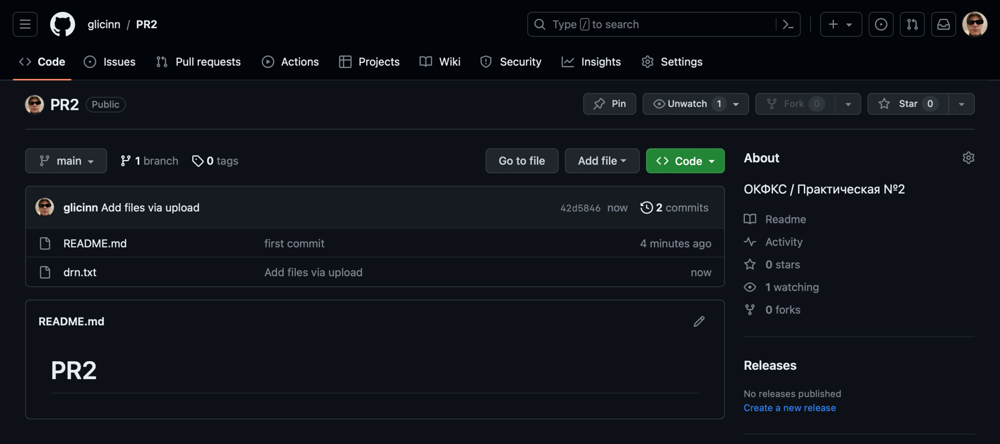 glicinn / PR2
Type / to search
Code Issues Pull requests Actions Projects Wiki Security Insights Settings
PR2 Public
Pin Unwatch 1 Fork 0 Star 0
main 1 branch 0 tags
Go to file Add file Code
glicinn Add files via upload 42d5846 now 2 commits
README.md first commit 4 minutes ago
drn.txt Add files via upload now
README.md
PR2
About
ОКФКС / Практическая №2
Readme
Activity
0 stars
1 watching
0 forks
Releases
No releases published
Create a new release